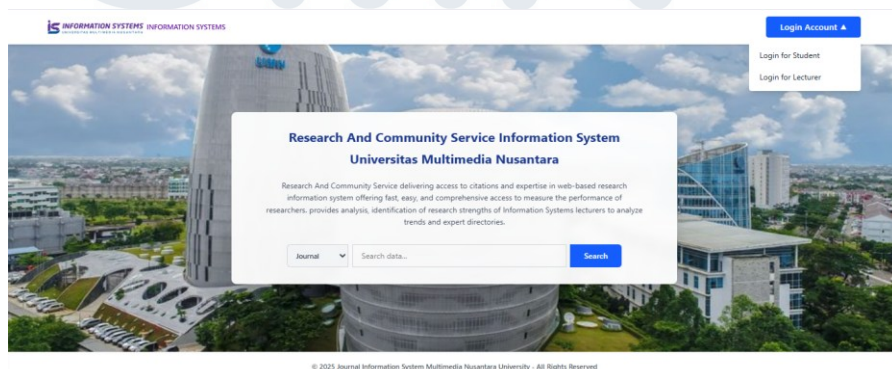 INFORMATION SYSTEMS INFORMATION SYSTEMS
UNIVERSITAS MULTIMEDIA NUSANTARA
Login Account ▲
Login for Student
Login for Lecturer
UMN
Research And Community Service Information System
Universitas Multimedia Nusantara
Research And Community Service delivering access to citations and expertise in web-based research
information system offering fast, easy, and comprehensive access to measure the performance of
researchers. provides analysis, identification of research strengths of Information Systems lecturers to analyze
trends and expert directories.
Journal Search data... Search
© 2025 Journal Information System Multimedia Nusantara University - All Rights Reserved